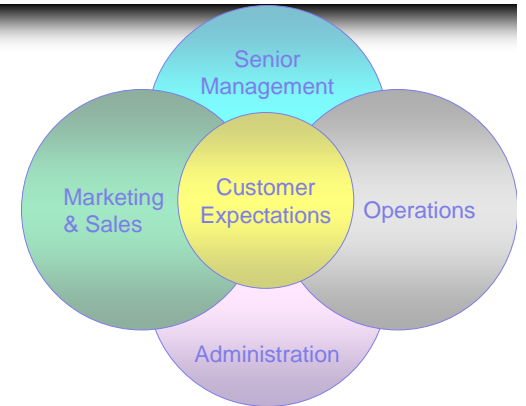 Senior
Management
Marketing
& Sales
Customer
Expectations
Operations
Administration